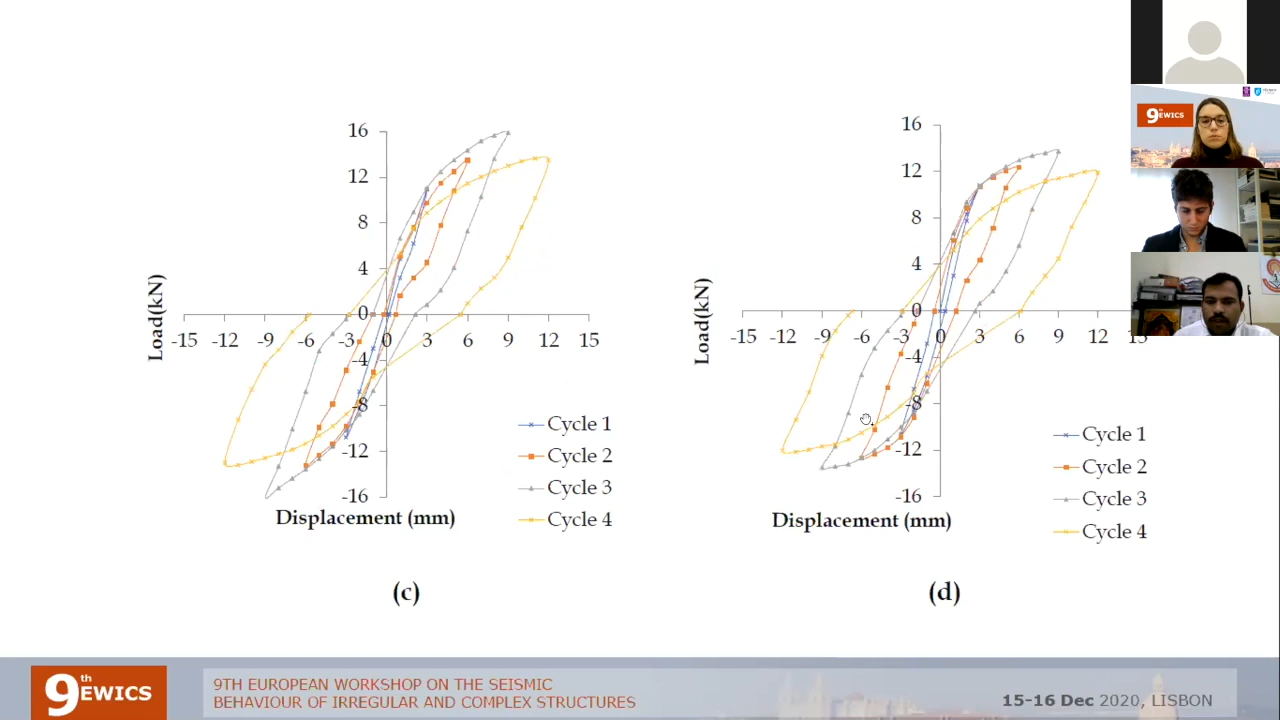 9th EWICS
16
12
8
4
0
-4
-8
-12
-16
-15 -12 -9 -6 -3 0 3 6 9 12 15
Load(kN)
Displacement (mm)
Cycle 1
Cycle 2
Cycle 3
Cycle 4
(c)
16
12
8
4
0
-4
-8
-12
-16
-15 -12 -9 -6 -3 0 3 6 9 12
Load(kN)
Displacement (mm)
Cycle 1
Cycle 2
Cycle 3
Cycle 4
(d)
9th EWICS
9TH EUROPEAN WORKSHOP ON THE SEISMIC
BEHAVIOUR OF IRREGULAR AND COMPLEX STRUCTURES
15-16 Dec 2020, LISBON